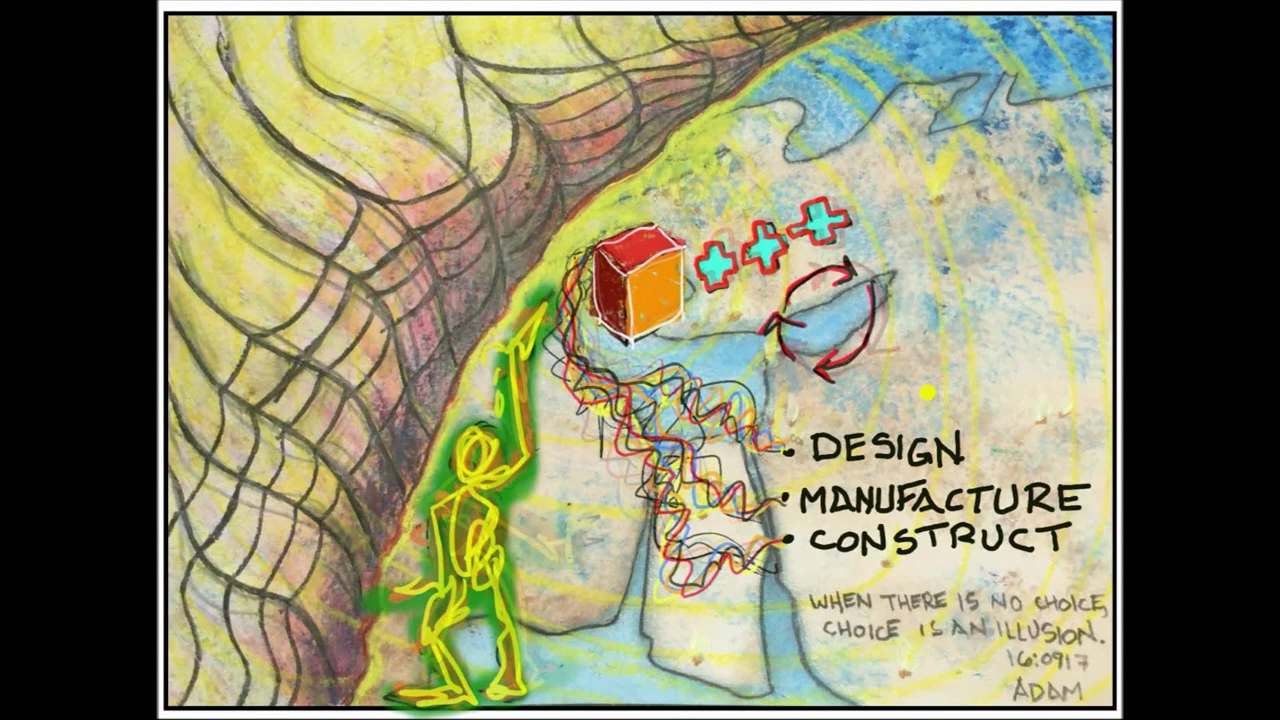 • DESIGN
• MANUFACTURE
• CONSTRUCT
WHEN THERE IS NO CHOICE,
CHOICE IS AN ILLUSION.
16:0917
ADAM